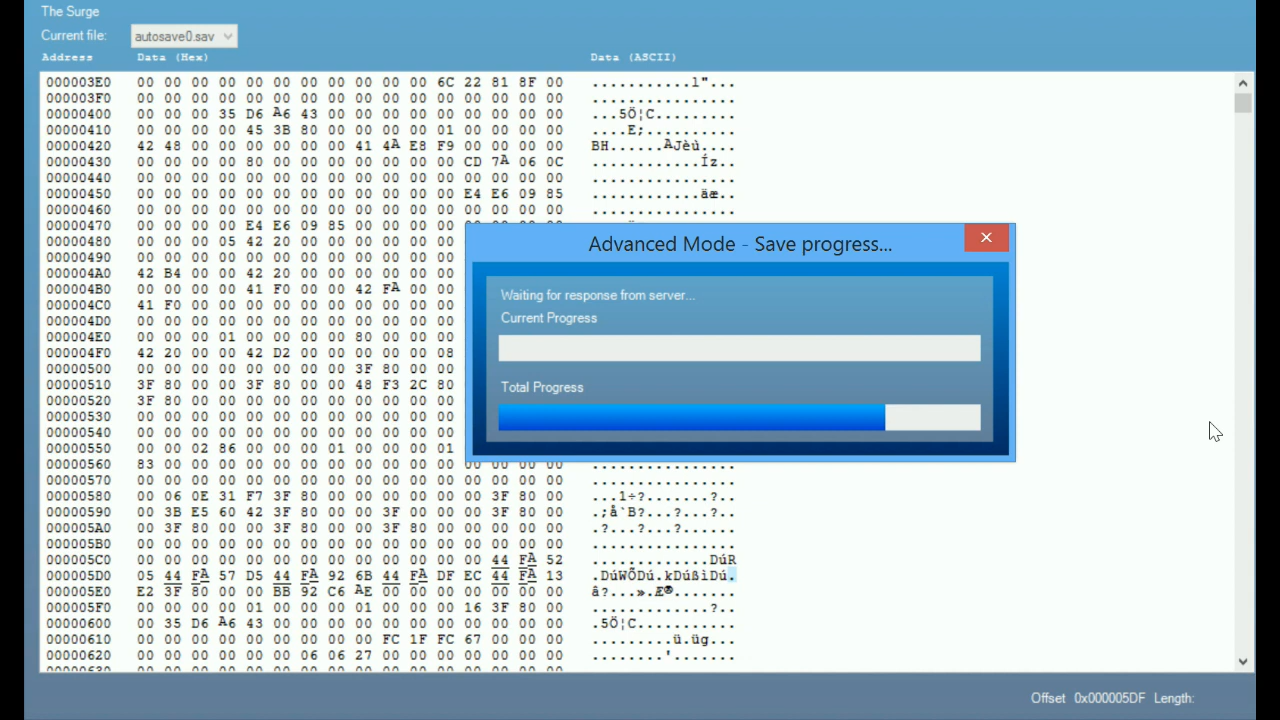 The Surge
Current file: autosave0.sav
Address Data (Hex) Data (ASCII)
000003E0 00 00 00 00 00 00 00 00 00 00 00 6C 22 81 8F 00 ...........l"...
000003F0 00 00 00 00 00 00 00 00 00 00 00 00 00 00 00 00 ................
00000400 00 00 00 35 D6 A6 43 00 00 00 00 00 00 00 00 00 ...5Ö¦C.........
00000410 00 00 00 00 45 3B 80 00 00 00 00 01 00 00 00 00 ....E;..........
00000420 42 48 00 00 00 00 00 00 41 4A E8 F9 00 00 00 00 BH......AJèù....
00000430 00 00 00 00 80 00 00 00 00 00 00 00 CD 7A 06 0C ............Íz..
00000440 00 00 00 00 00 00 00 00 00 00 00 00 00 00 00 00 ................
00000450 00 00 00 00 00 00 00 00 00 00 00 00 E4 E6 09 85 ............äæ..
00000460 00 00 00 00 00 00 00 00 00 00 00 00 00 00 00 00 ................
00000470 00 00 00 00 E4 E6 09 85 00 00 00 00
00000480 00 00 00 05 42 20 00 00 00 00 00 00
00000490 00 00 00 00 00 00 00 00 00 00 00 00
000004A0 42 B4 00 00 42 20 00 00 00 00 00 00
000004B0 00 00 00 00 41 F0 00 00 42 FA 00 00
000004C0 41 F0 00 00 00 00 00 00 00 00 00 00
000004D0 00 00 00 00 00 00 00 00 00 00 00 00
000004E0 00 00 00 01 00 00 00 00 80 00 00 00
000004F0 42 20 00 00 42 D2 00 00 00 00 00 08
00000500 00 00 00 00 00 00 00 00 3F 80 00 00
00000510 3F 80 00 00 3F 80 00 00 48 F3 2C 80
00000520 3F 80 00 00 00 00 00 00 00 00 00 00
00000530 00 00 00 00 00 00 00 00 00 00 00 00
00000540 00 00 00 00 00 00 00 00 00 00 00 00
00000550 00 00 02 86 00 00 00 01 00 00 00 01
00000560 83 00 00 00 00 00 00 00 00 00 00 00 00 00 00 00 ................
00000570 00 00 00 00 00 00 00 00 00 00 00 00 00 00 00 00 ................
00000580 00 06 0E 31 F7 3F 80 00 00 00 00 00 00 3F 80 00 ...1÷?.......?..
00000590 00 3B E5 60 42 3F 80 00 00 3F 00 00 00 3F 80 00 .;å`B?...?...?..
000005A0 00 3F 80 00 00 3F 80 00 00 3F 80 00 00 00 00 00 .?...?...?......
000005B0 00 00 00 00 00 00 00 00 00 00 00 00 00 00 00 00 ................
000005C0 00 00 00 00 00 00 00 00 00 00 00 00 00 44 FA 52 .............DúR
000005D0 05 44 FA 57 D5 44 FA 92 6B 44 FA DF EC 44 FA 13 .DúWÕDú.kDúßìDú.
000005E0 E2 3F 80 00 00 BB 92 C6 AE 00 00 00 00 00 00 00 â?...».Æ®.......
000005F0 00 00 00 00 01 00 00 00 01 00 00 00 16 3F 80 00 .............?..
00000600 00 35 D6 A6 43 00 00 00 00 00 00 00 00 00 00 00 .5Ö¦C...........
00000610 00 00 00 00 00 00 00 00 00 FC 1F FC 67 00 00 00 .........ü.üg...
00000620 00 00 00 00 00 00 06 06 27 00 00 00 00 00 00 00 ........'.......
Advanced Mode - Save progress...
Waiting for response from server...
Current Progress
Total Progress
Offset 0x000005DF Length: